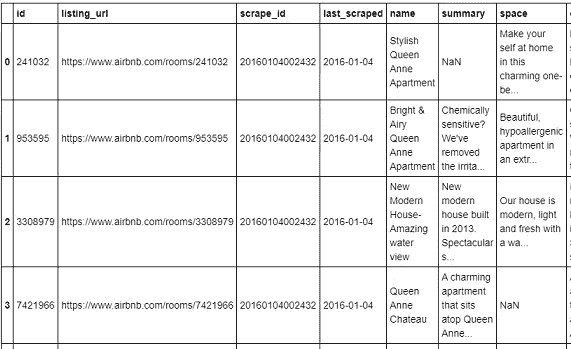 id listing_url scrape_id last_scraped name summary space
0 241032 https://www.airbnb.com/rooms/241032 20160104002432 2016-01-04
Stylish
Queen
Anne
Apartment
NaN
Make your
self at home
in this
charming one-
be...
1 953595 https://www.airbnb.com/rooms/953595 20160104002432 2016-01-04
Bright &
Airy
Queen
Anne
Apartment
Chemically
sensitive?
We've
removed
the irrita...
Beautiful,
hypoallergenic
apartment in
an extr...
2 3308979 https://www.airbnb.com/rooms/3308979 20160104002432 2016-01-04
New
Modern
House-
Amazing
water
view
New
modern
house built
in 2013.
Spectacular
s...
Our house is
modern, light
and fresh with
a wa...
3 7421966 https://www.airbnb.com/rooms/7421966 20160104002432 2016-01-04
Queen
Anne
Chateau
A charming
apartment
that sits
atop Queen
Anne...
NaN